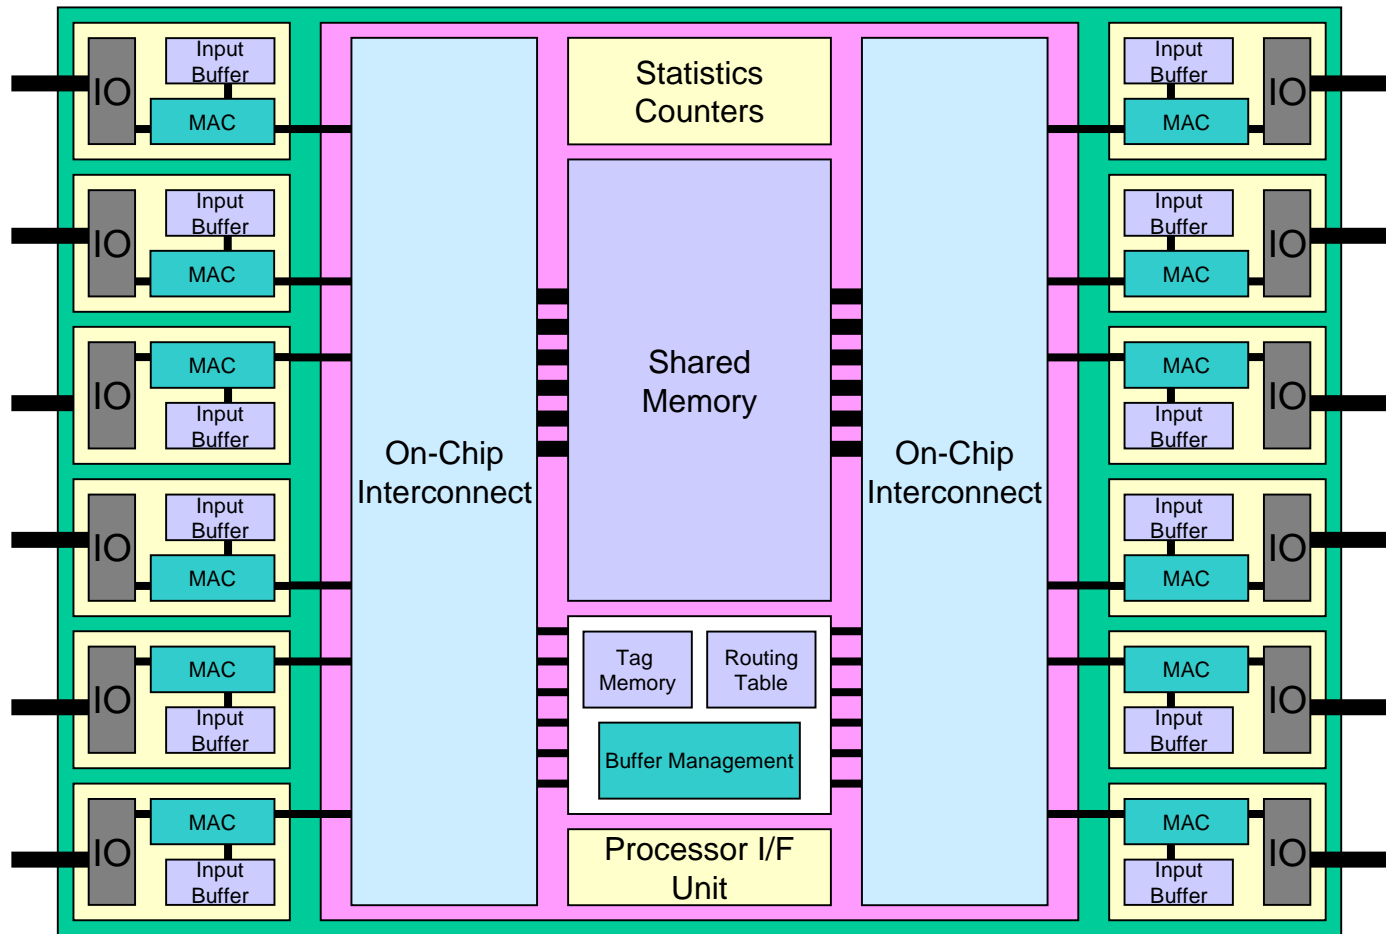 IO
Input
Buffer
MAC
IO
Input
Buffer
MAC
IO
MAC
Input
Buffer
IO
Input
Buffer
MAC
IO
MAC
Input
Buffer
IO
MAC
Input
Buffer
On-Chip
Interconnect
Statistics
Counters
Shared
Memory
Tag
Memory
Routing
Table
Buffer Management
Processor I/F
Unit
On-Chip
Interconnect
Input
Buffer
MAC
IO
Input
Buffer
MAC
IO
MAC
Input
Buffer
IO
Input
Buffer
MAC
IO
MAC
Input
Buffer
IO
MAC
Input
Buffer
IO